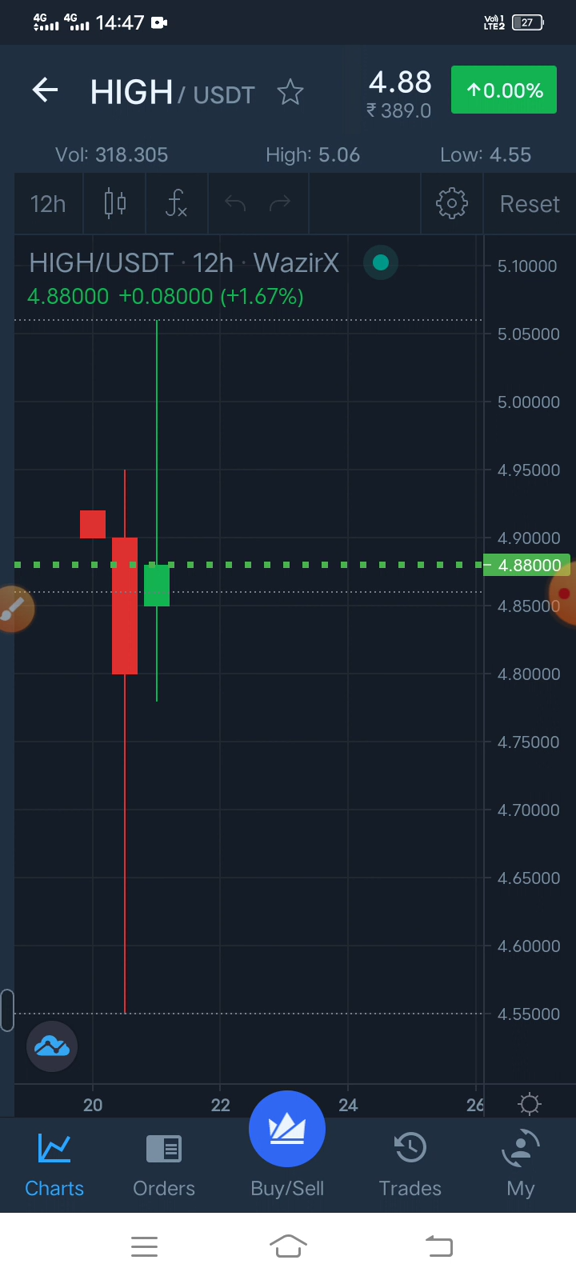 4G 4G 14:47 Vol) 1 LTE2 27
HIGH / USDT 4.88 ↑0.00%
₹ 389.0
Vol: 318.305 High: 5.06 Low: 4.55
12h fx Reset
HIGH/USDT · 12h · WazirX
4.88000 +0.08000 (+1.67%)
5.10000
5.05000
5.00000
4.95000
4.90000
4.88000
4.85000
4.80000
4.75000
4.70000
4.65000
4.60000
4.55000
20 22 24 26
Charts Orders Buy/Sell Trades My